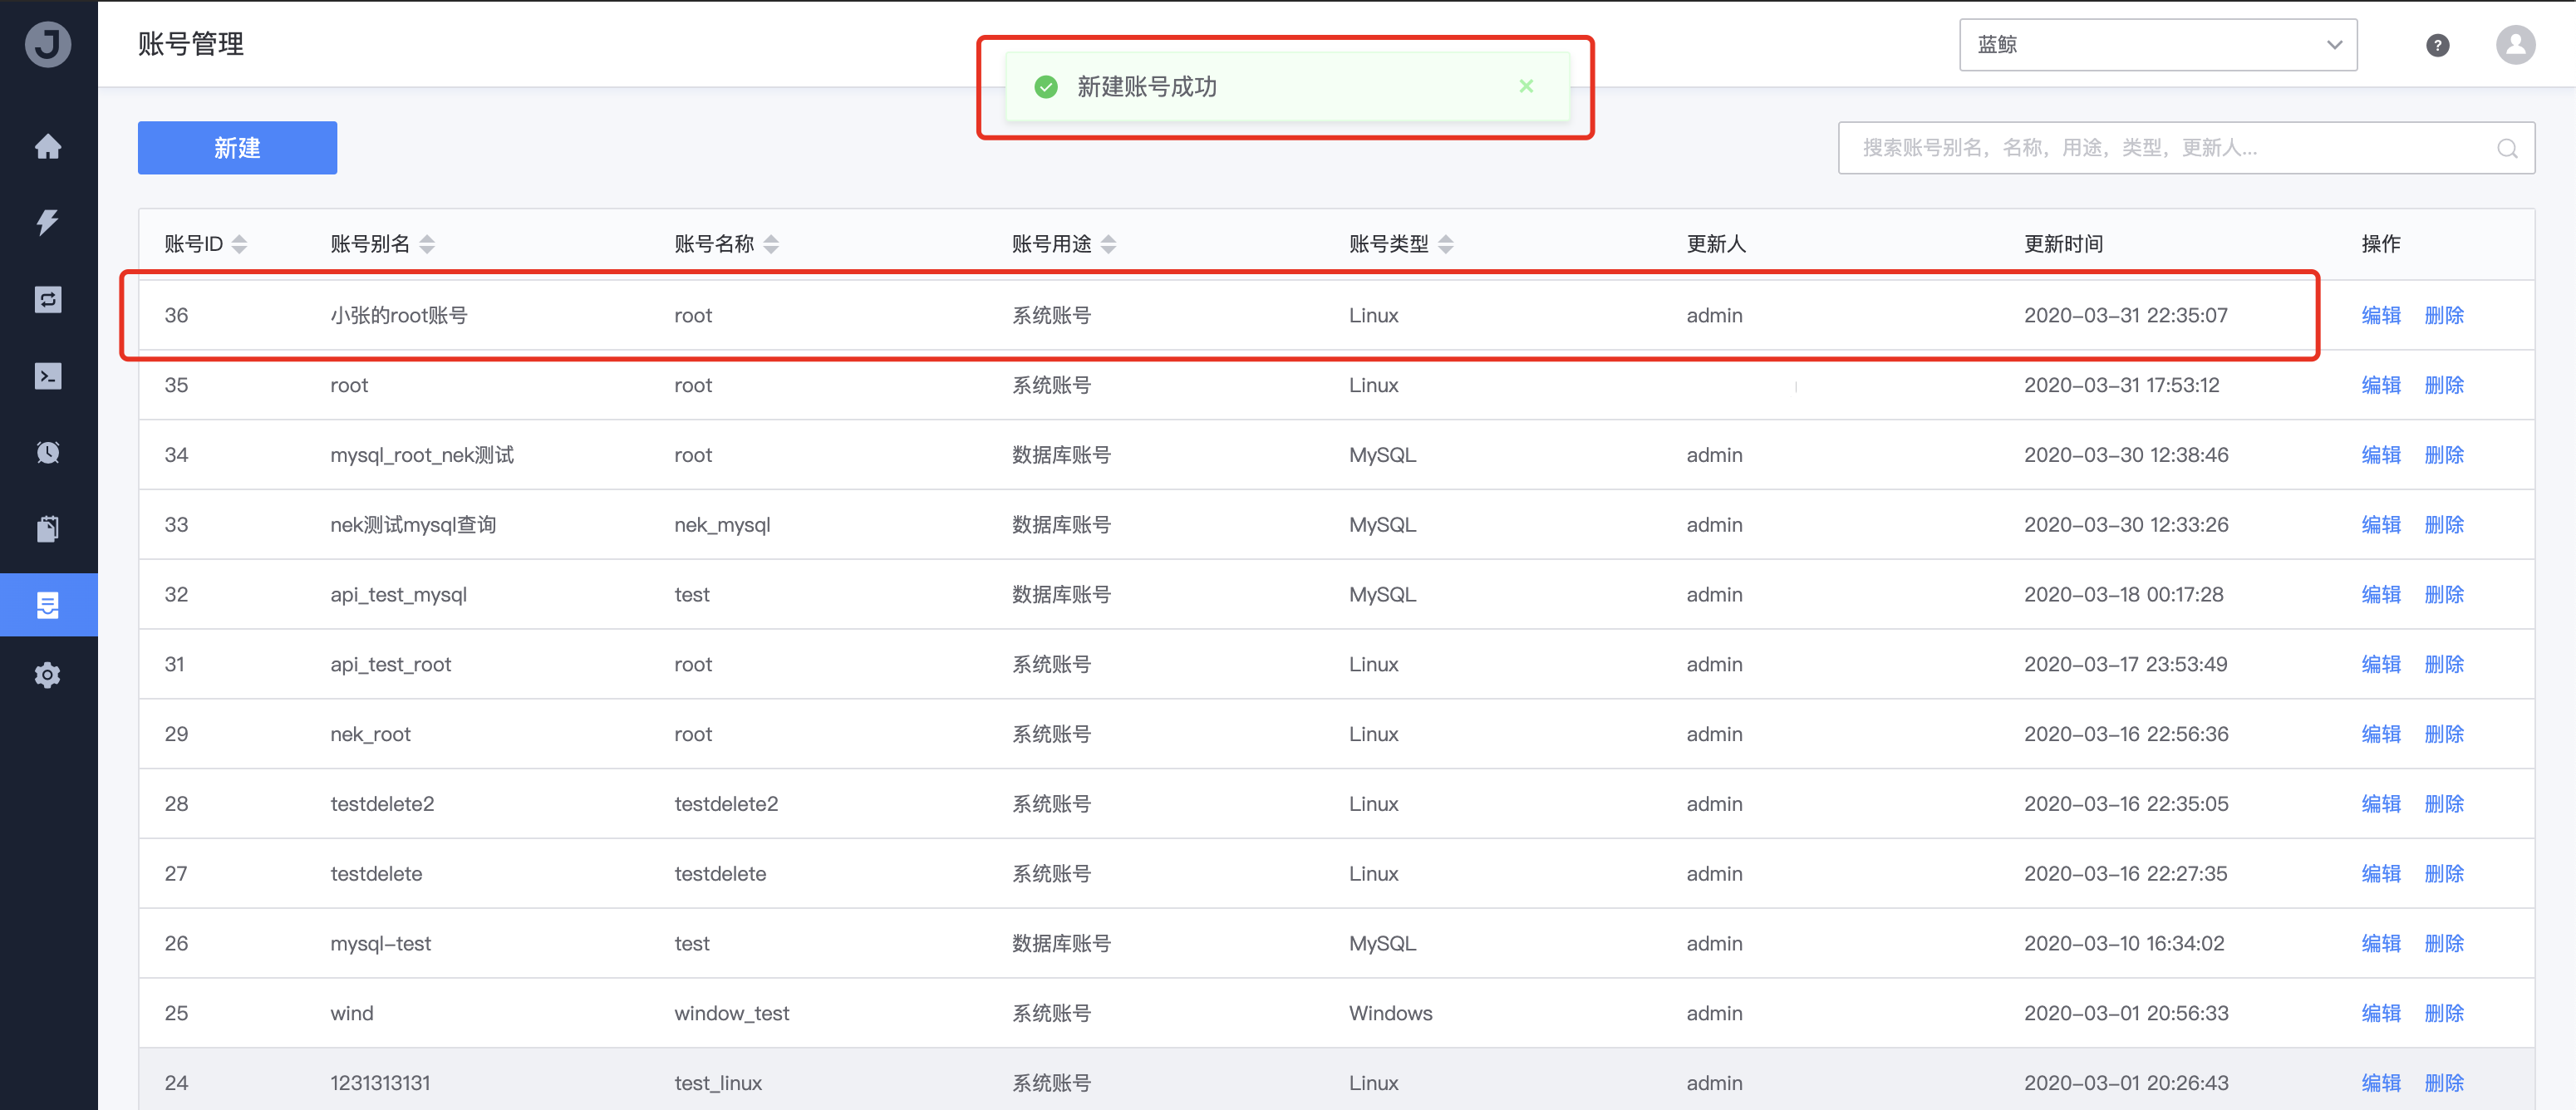 J
账号管理
新建账号成功
蓝鲸
?
新建
搜索账号别名，名称，用途，类型，更新人...
账号ID 账号别名 账号名称 账号用途 账号类型 更新人 更新时间 操作
36 小张的root账号 root 系统账号 Linux admin 2020-03-31 22:35:07 编辑 删除
35 root root 系统账号 Linux 2020-03-31 17:53:12 编辑 删除
34 mysql_root_nek测试 root 数据库账号 MySQL admin 2020-03-30 12:38:46 编辑 删除
33 nek测试mysql查询 nek_mysql 数据库账号 MySQL admin 2020-03-30 12:33:26 编辑 删除
32 api_test_mysql test 数据库账号 MySQL admin 2020-03-18 00:17:28 编辑 删除
31 api_test_root root 系统账号 Linux admin 2020-03-17 23:53:49 编辑 删除
29 nek_root root 系统账号 Linux admin 2020-03-16 22:56:36 编辑 删除
28 testdelete2 testdelete2 系统账号 Linux admin 2020-03-16 22:35:05 编辑 删除
27 testdelete testdelete 系统账号 Linux admin 2020-03-16 22:27:35 编辑 删除
26 mysql-test test 数据库账号 MySQL admin 2020-03-10 16:34:02 编辑 删除
25 wind window_test 系统账号 Windows admin 2020-03-01 20:56:33 编辑 删除
24 1231313131 test_linux 系统账号 Linux admin 2020-03-01 20:26:43 编辑 删除